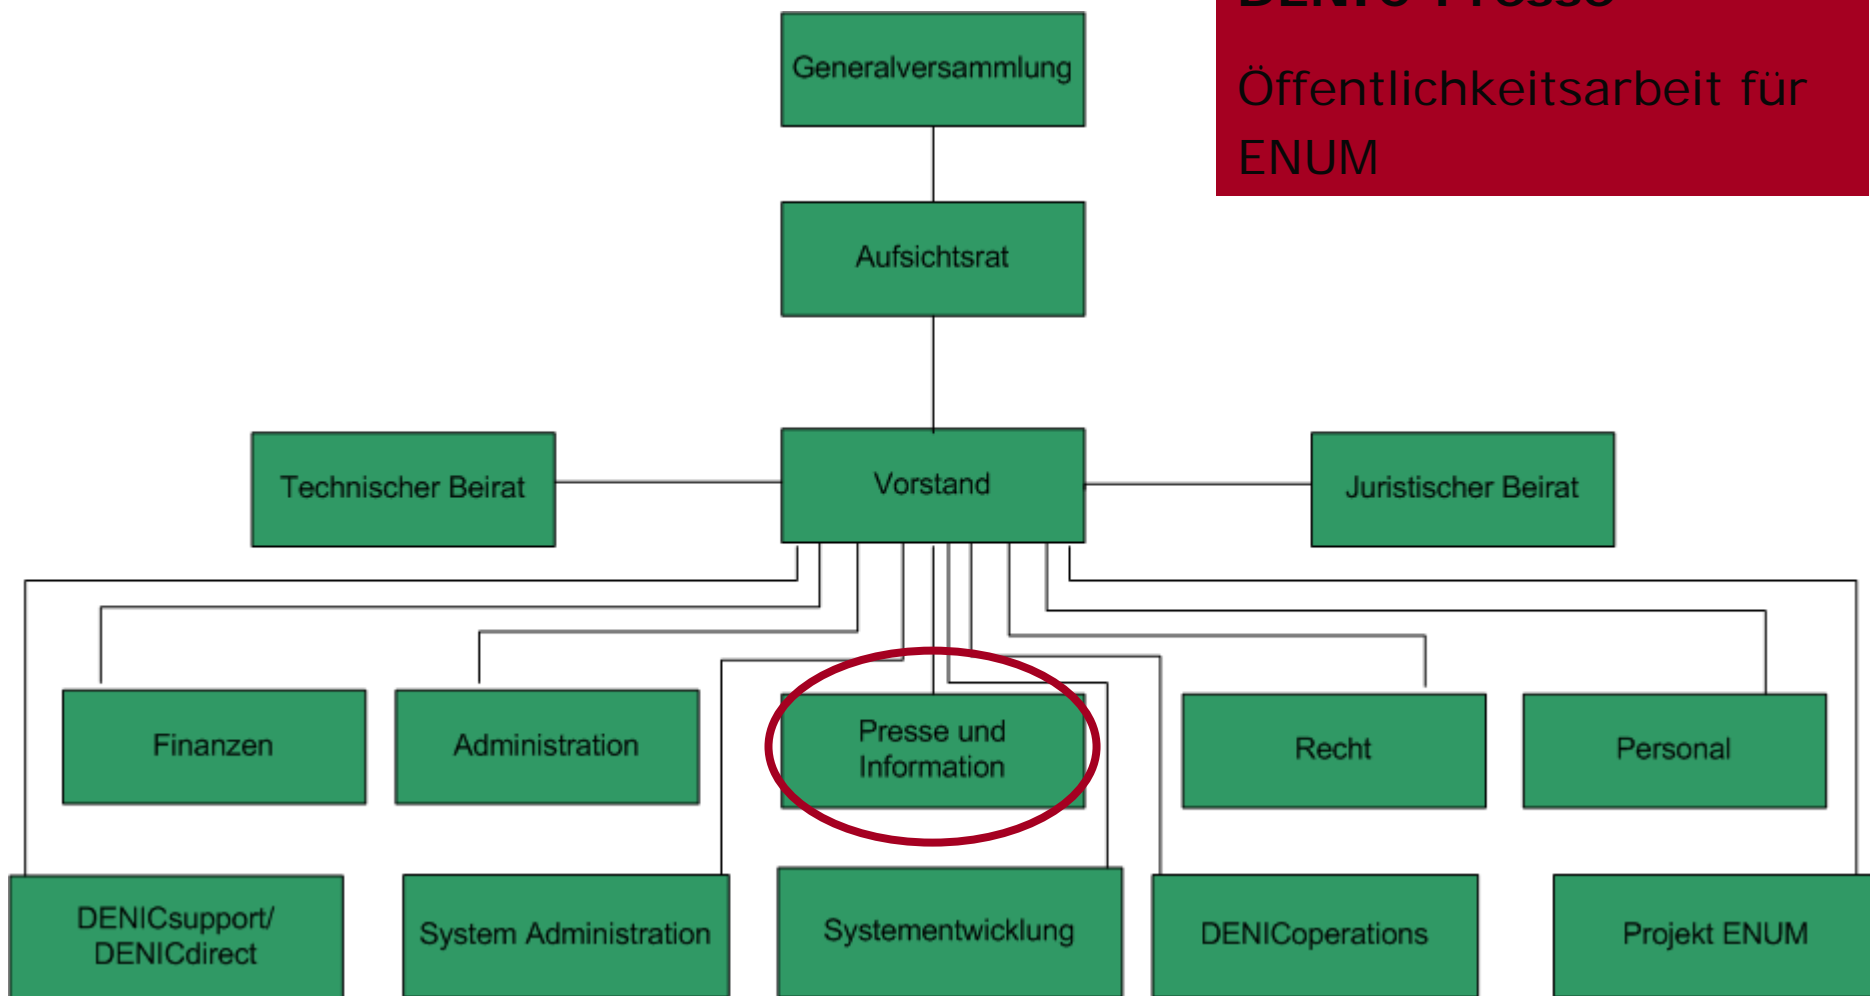 Öffentlichkeitsarbeit für
ENUM
Generalversammlung
Aufsichtsrat
Technischer Beirat
Vorstand
Juristischer Beirat
Finanzen
Administration
Presse und
Information
Recht
Personal
DENICsupport/
DENICdirect
System Administration
Systementwicklung
DENICoperations
Projekt ENUM